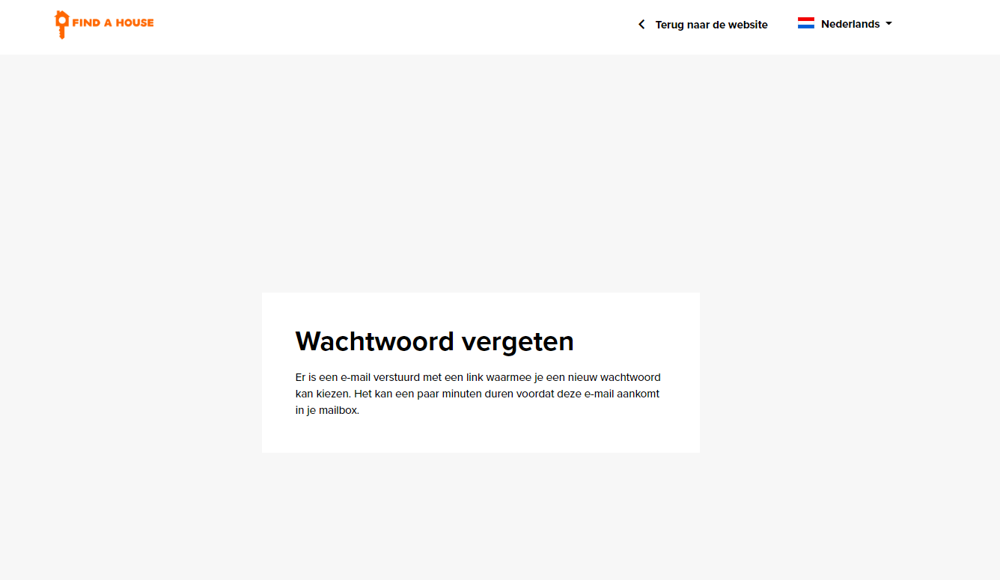 FIND A HOUSE
Terug naar de website
Nederlands
Wachtwoord vergeten
Er is een e-mail verstuurd met een link waarmee je een nieuw wachtwoord
kan kiezen. Het kan een paar minuten duren voordat deze e-mail aankomt
in je mailbox.